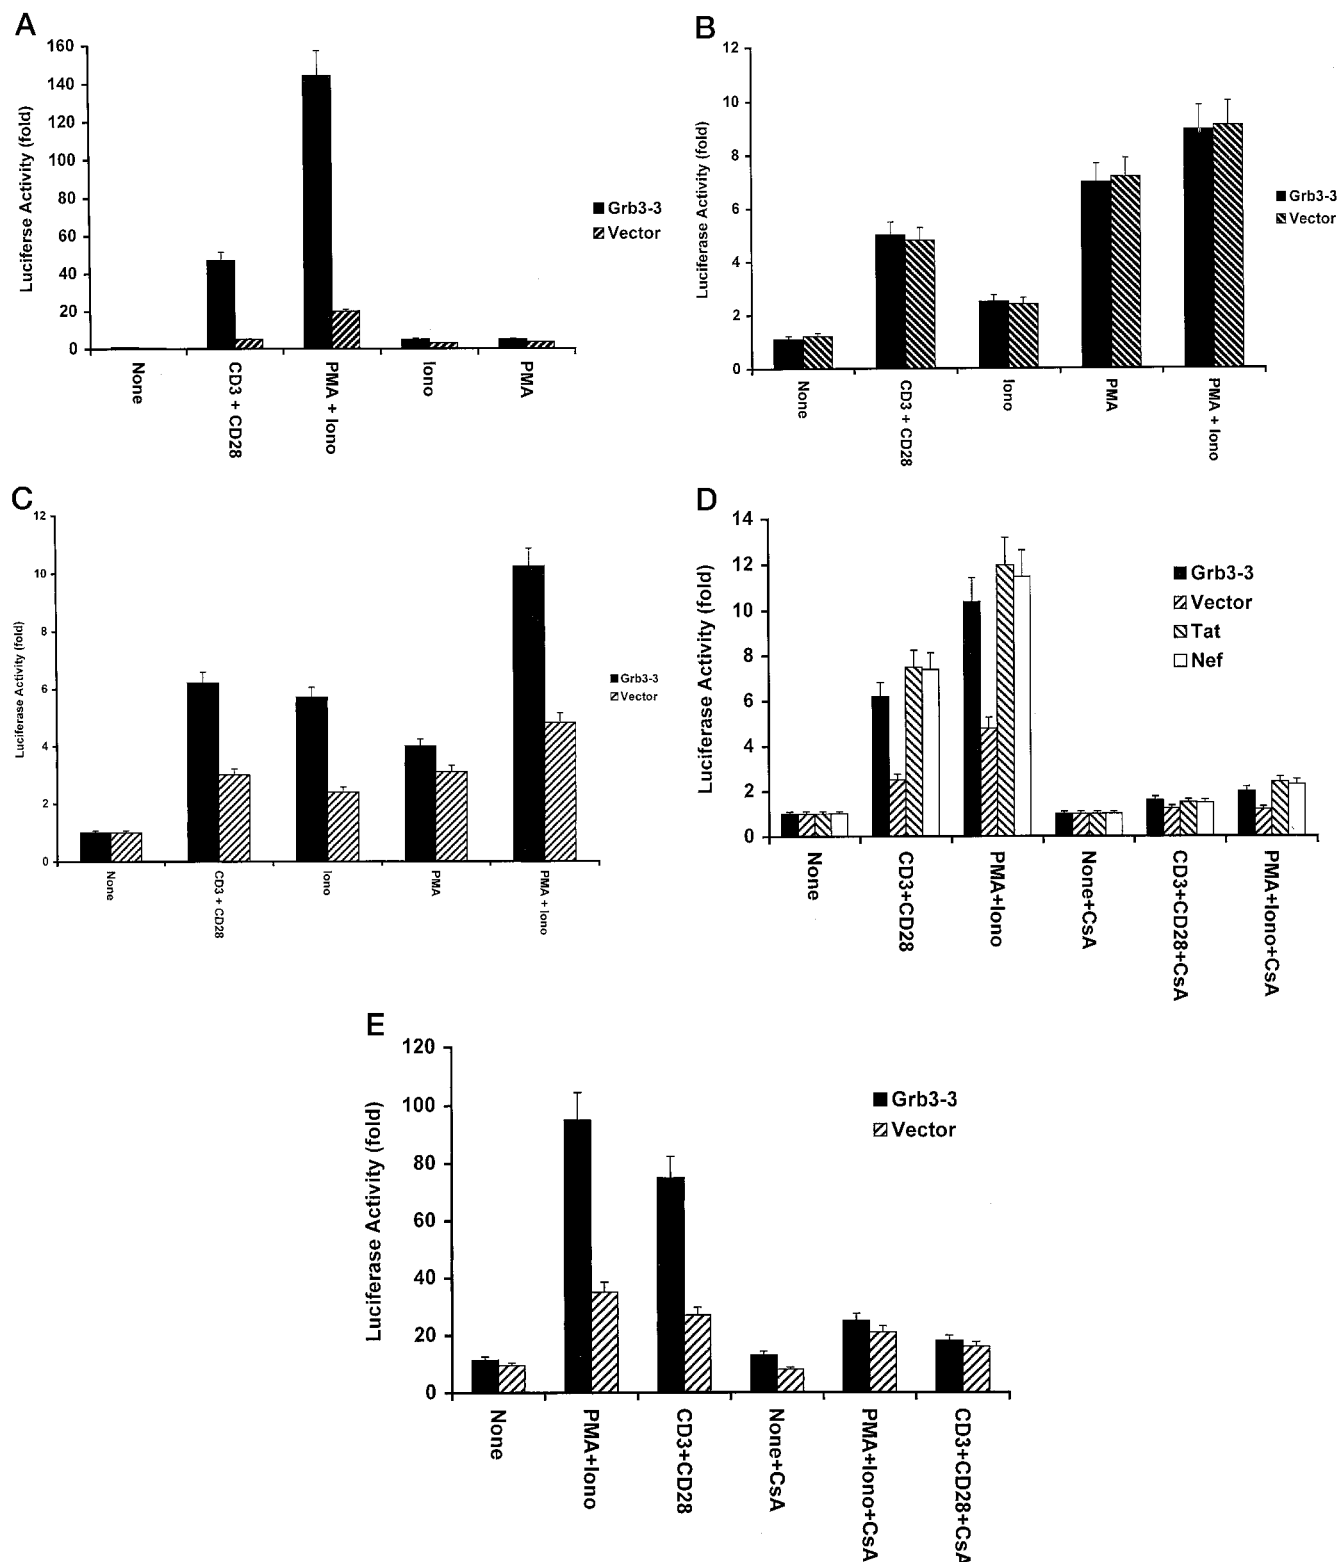 A
Luciferse Activity (fold)
160
140
120
100
80
60
40
20
0
None
CD3 + CD28
PMA + Iono
Iono
PMA
Grb3-3
Vector
B
Luciferase Activity (fold)
12
10
8
6
4
2
0
None
CD3 + CD28
Iono
PMA
PMA + Iono
Grb3-3
Vector
C
Luciferase Activity (fold)
12
10
8
6
4
2
0
None
CD3 + CD28
Iono
PMA
PMA + Iono
Grb3-3
Vector
D
Luciferase Activity (fold)
14
12
10
8
6
4
2
0
None
CD3+CD28
PMA+Iono
None+CsA
CD3+CD28+CsA
PMA+Iono+CsA
Grb3-3
Vector
Tat
Nef
E
Luciferase Activity (fold)
120
100
80
60
40
20
0
None
PMA+Iono
CD3+CD28
None+CsA
PMA+Iono+CsA
CD3+CD28+CsA
Grb3-3
Vector